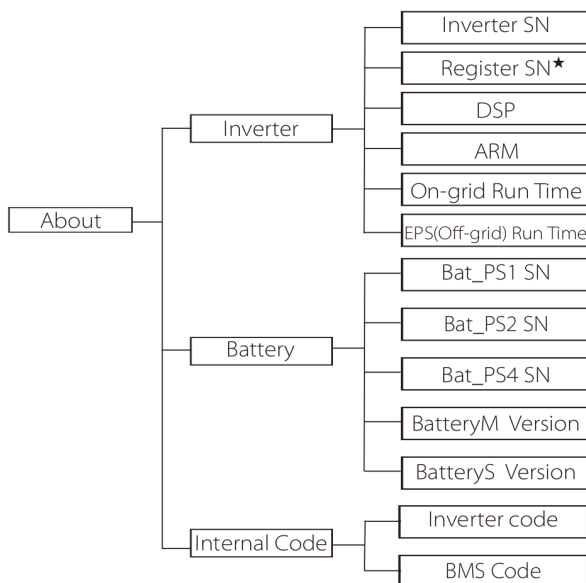 About
Inverter
Inverter SN
Register SN★
DSP
ARM
On-grid Run Time
EPS(Off-grid) Run Time
Battery
Bat_PS1 SN
Bat_PS2 SN
Bat_PS4 SN
BatteryM Version
BatteryS Version
Internal Code
Inverter code
BMS Code